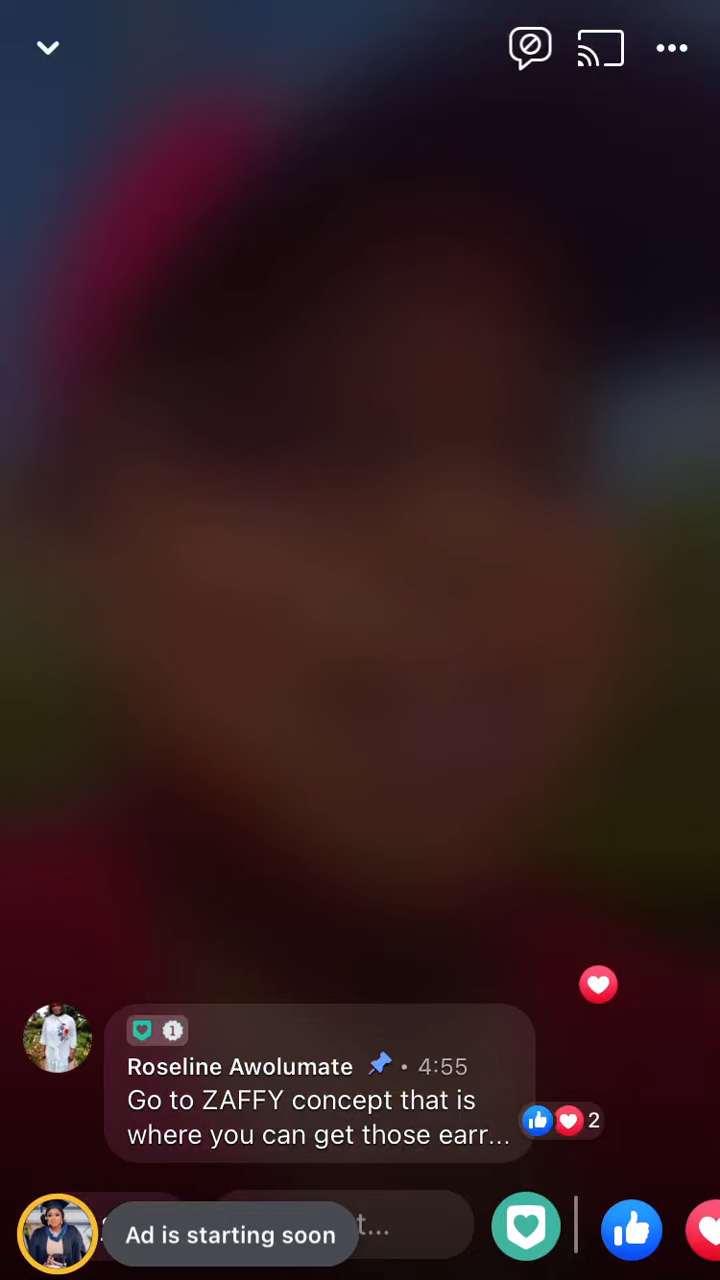 1
Roseline Awolumate • 4:55
Go to ZAFFY concept that is
where you can get those earr...
2
Ad is starting soon
t...